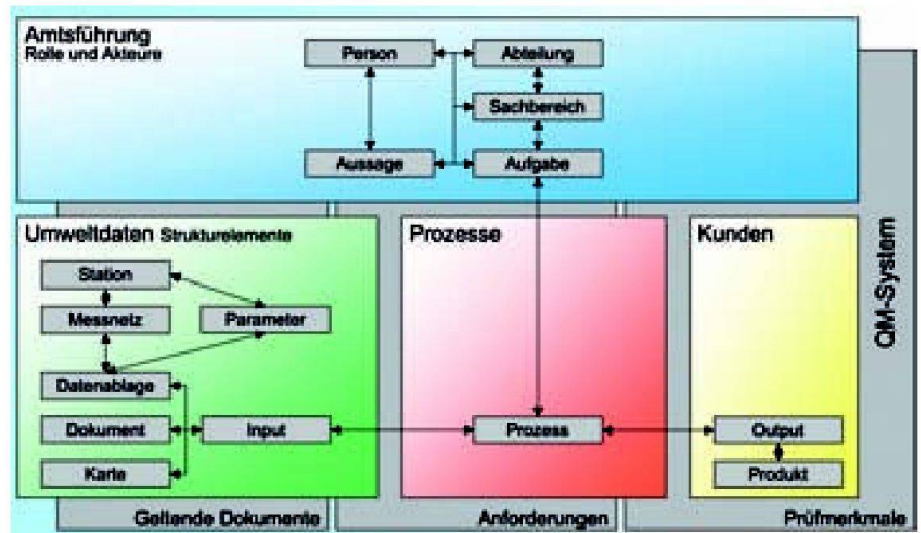 Amtsführung
Rolle und Akteure
Person
Abteilung
Sachbereich
Aussage
Aufgabe
Umweltdaten Strukturelemente
Station
Messnetz
Parameter
Datenablage
Dokument
Input
Karte
Prozesse
Prozess
Kunden
Output
Produkt
QM-System
Geltende Dokumente
Anforderungen
Prüfmerkmale